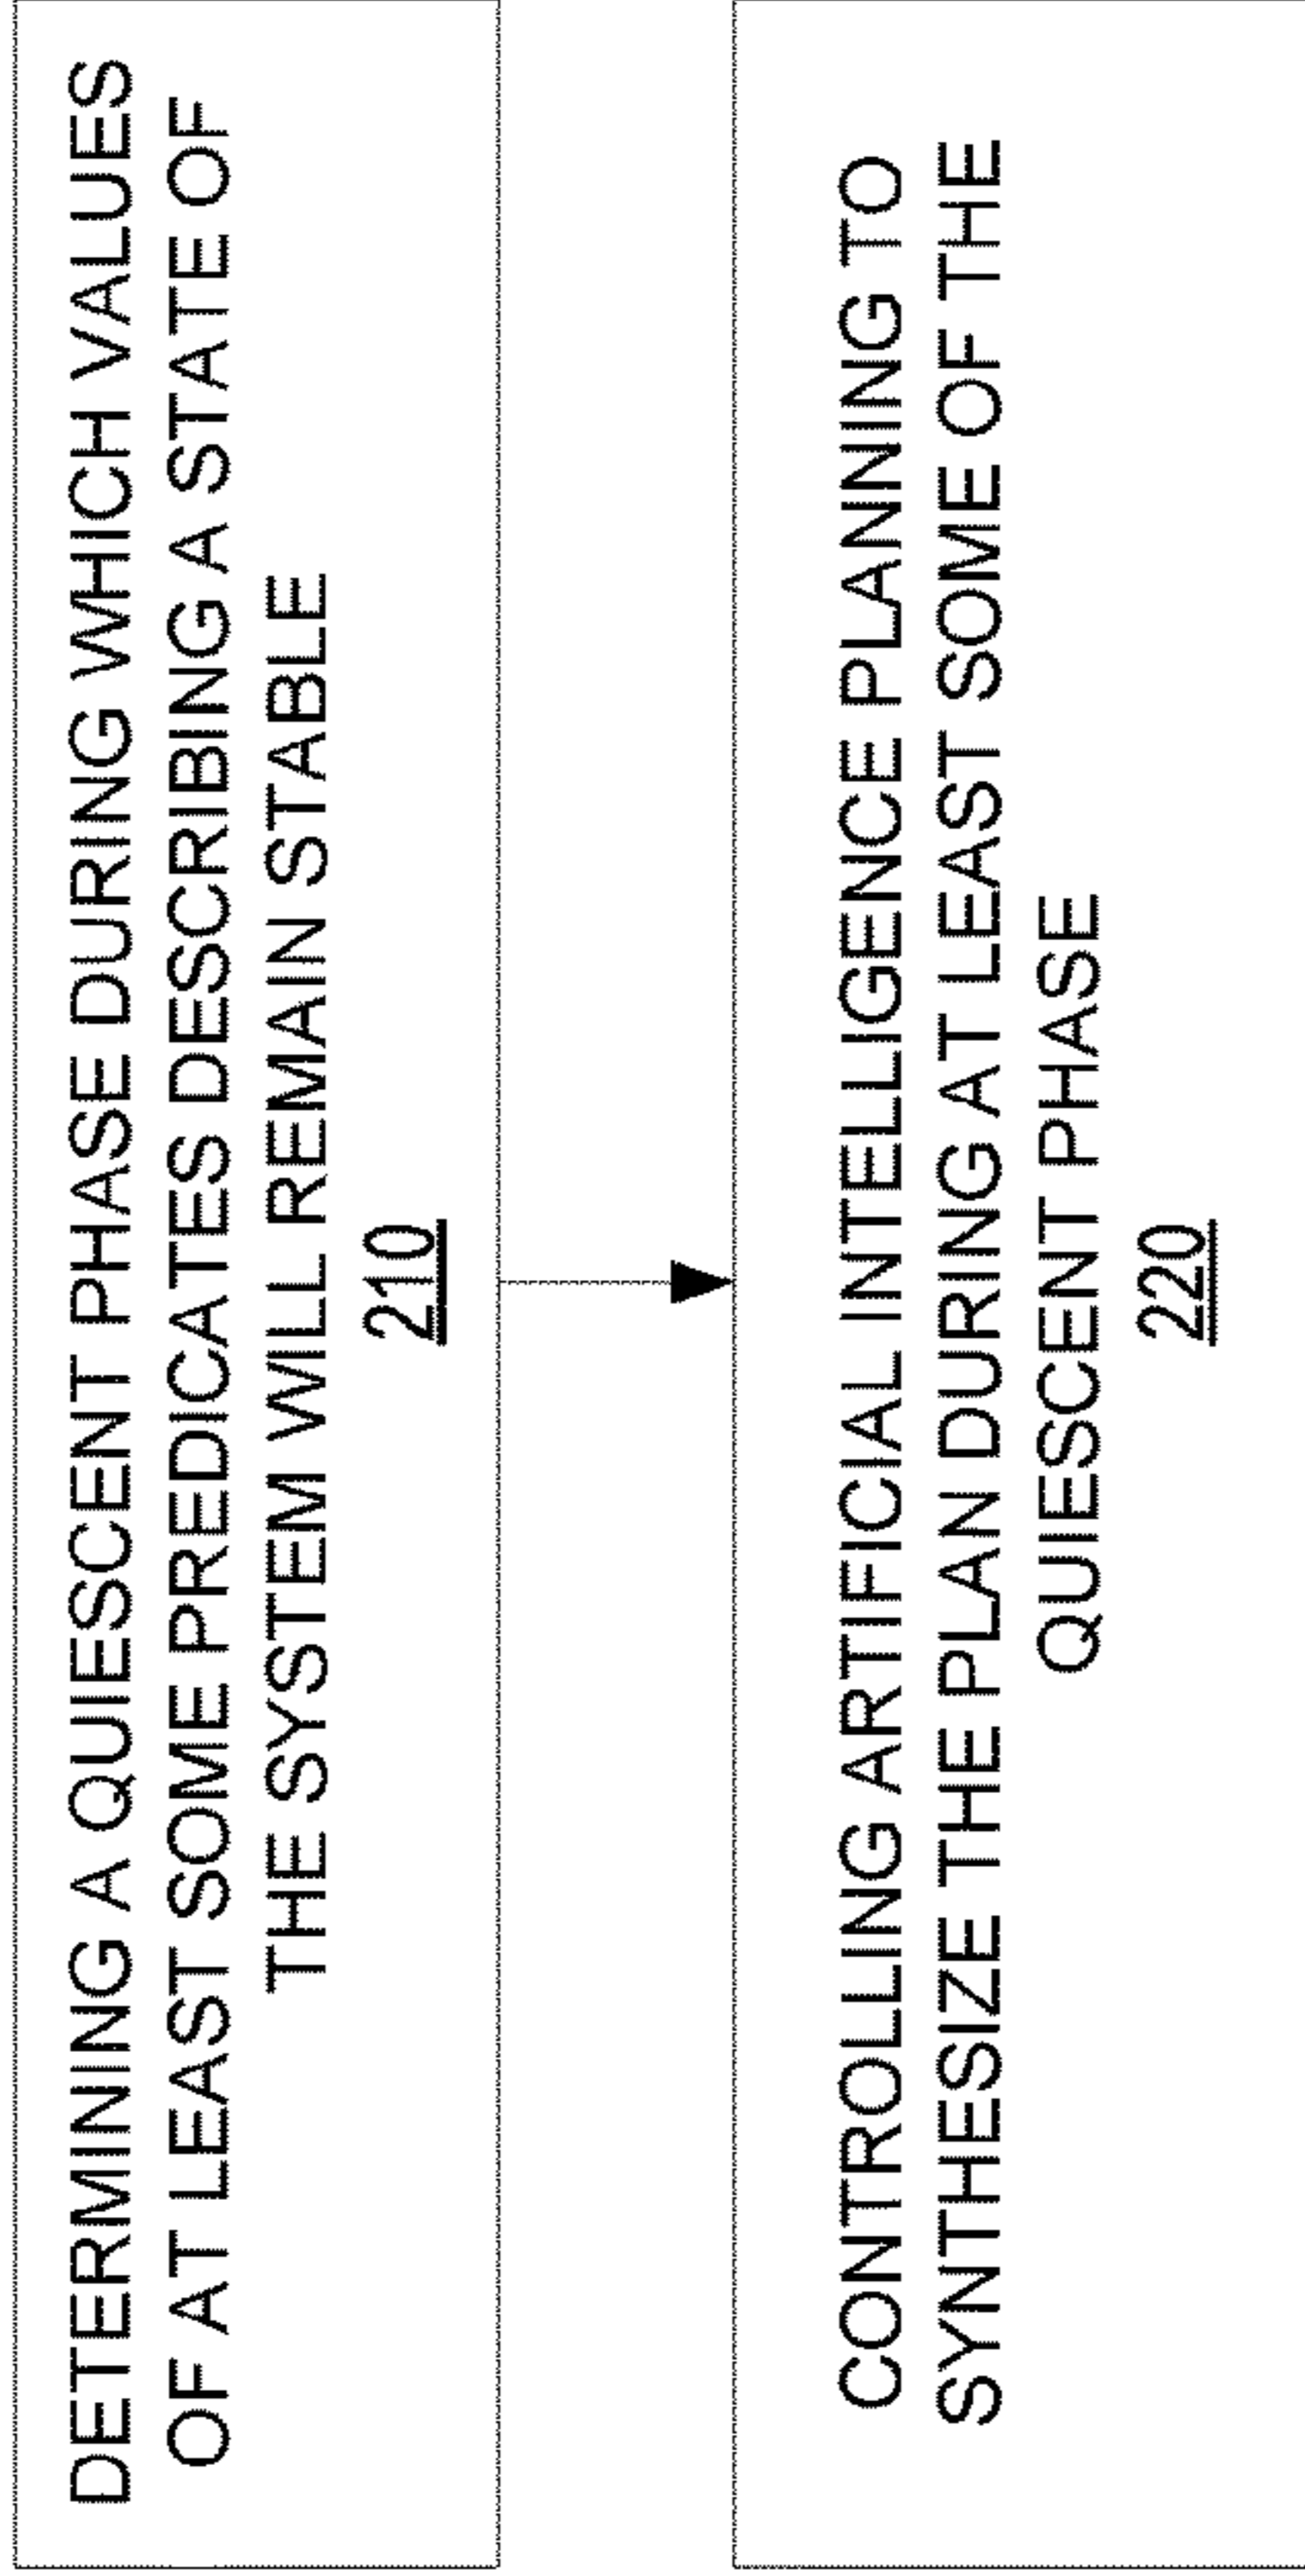 DETERMINING A QUIESCENT PHASE DURING WHICH VALUES
OF AT LEAST SOME PREDICATES DESCRIBING A STATE OF
THE SYSTEM WILL REMAIN STABLE
210
CONTROLLING ARTIFICIAL INTELLIGENCE PLANNING TO
SYNTHESIZE THE PLAN DURING AT LEAST SOME OF THE
QUIESCENT PHASE
220